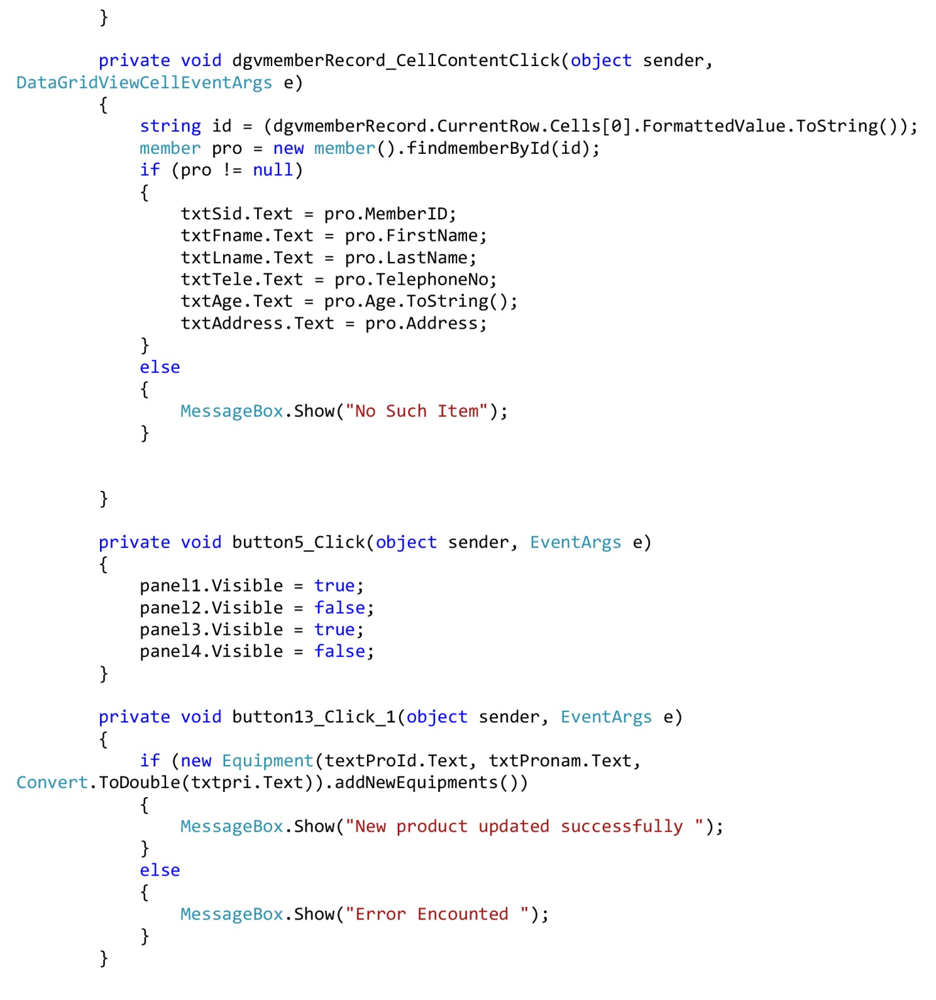 }
private void dgvmemberRecord_CellContentClick(object sender,
DataGridViewCellEventArgs e)
{
string id = (dgvmemberRecord.CurrentRow.Cells[0].FormattedValue.ToString());
member pro = new member().findmemberById(id);
if (pro != null)
{
txtSid.Text = pro.MemberID;
txtFname.Text = pro.FirstName;
txtLname.Text = pro.LastName;
txtTele.Text = pro.TelephoneNo;
txtAge.Text = pro.Age.ToString();
txtAddress.Text = pro.Address;
}
else
{
MessageBox.Show("No Such Item");
}
}
private void button5_Click(object sender, EventArgs e)
{
panel1.Visible = true;
panel2.Visible = false;
panel3.Visible = true;
panel4.Visible = false;
}
private void button13_Click_1(object sender, EventArgs e)
{
if (new Equipment(textProId.Text, txtPronam.Text,
Convert.ToDouble(txtpri.Text)).addNewEquipments())
{
MessageBox.Show("New product updated successfully ");
}
else
{
MessageBox.Show("Error Encounted ");
}
}